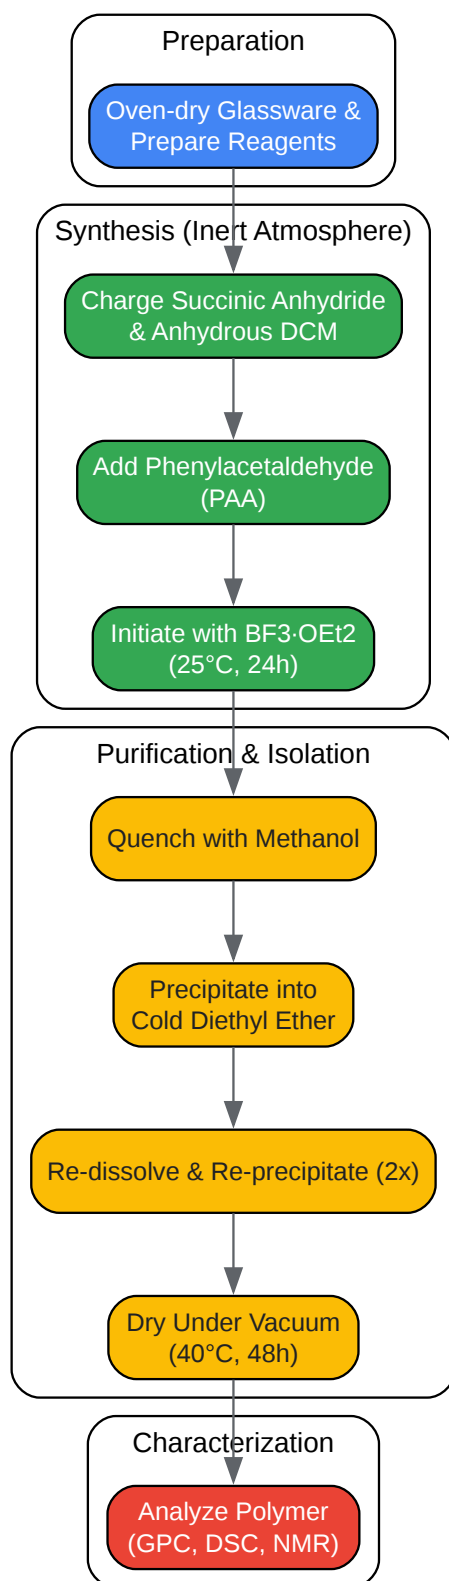 Preparation
Oven-dry Glassware &
Prepare Reagents
Synthesis (Inert Atmosphere)
Charge Succinic Anhydride
& Anhydrous DCM
Add Phenylacetaldehyde
(PAA)
Initiate with BF3·OEt2
(25°C, 24h)
Purification & Isolation
Quench with Methanol
Precipitate into
Cold Diethyl Ether
Re-dissolve & Re-precipitate (2x)
Dry Under Vacuum
(40°C, 48h)
Characterization
Analyze Polymer
(GPC, DSC, NMR)